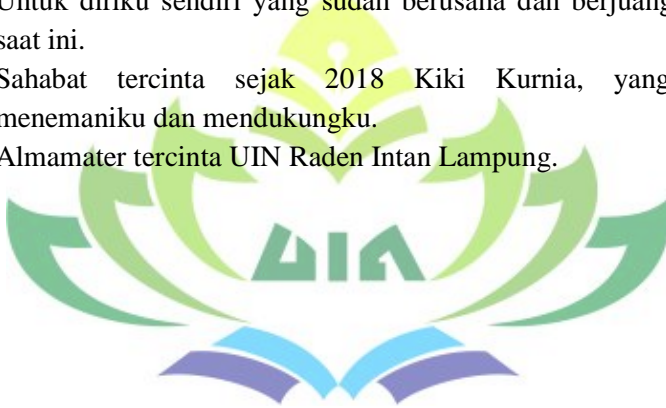 Untuk diriku sendiri yang sudah berusaha dan berjuang
saat ini.
Sahabat tercinta sejak 2018 Kiki Kurnia, yang
menemaniku dan mendukungku.
Almamater tercinta UIN Raden Intan Lampung.
UIN